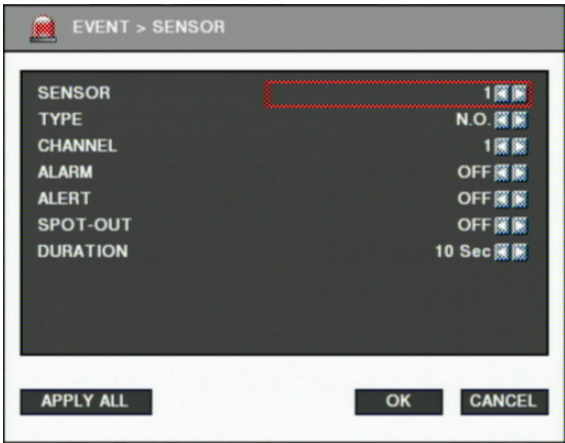 EVENT > SENSOR
SENSOR 1
TYPE N.O.
CHANNEL 1
ALARM OFF
ALERT OFF
SPOT-OUT OFF
DURATION 10 Sec
APPLY ALL OK CANCEL